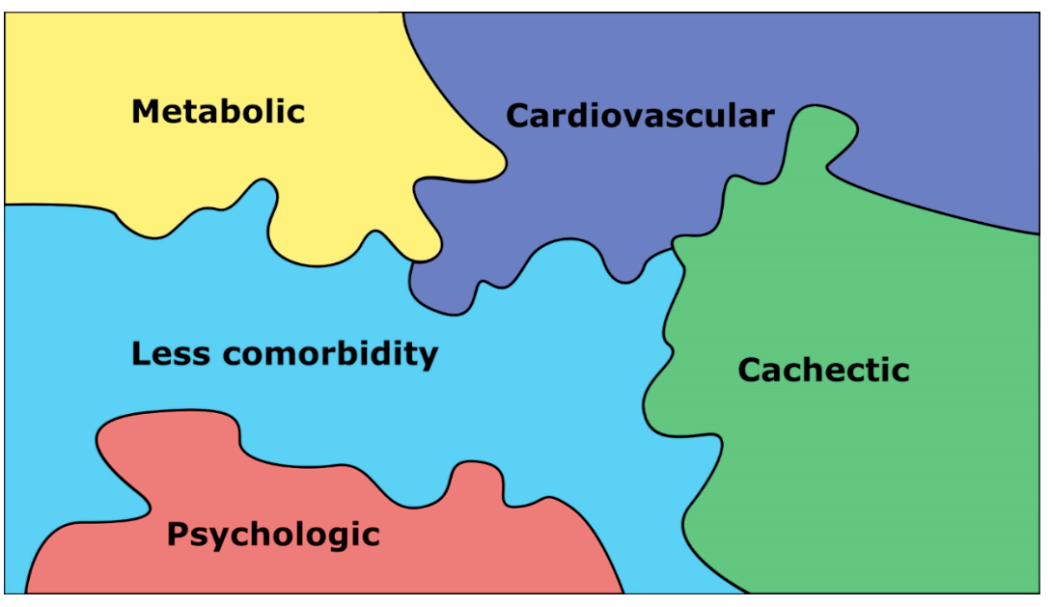 Metabolic
Cardiovascular
Less comorbidity
Cachectic
Psychologic